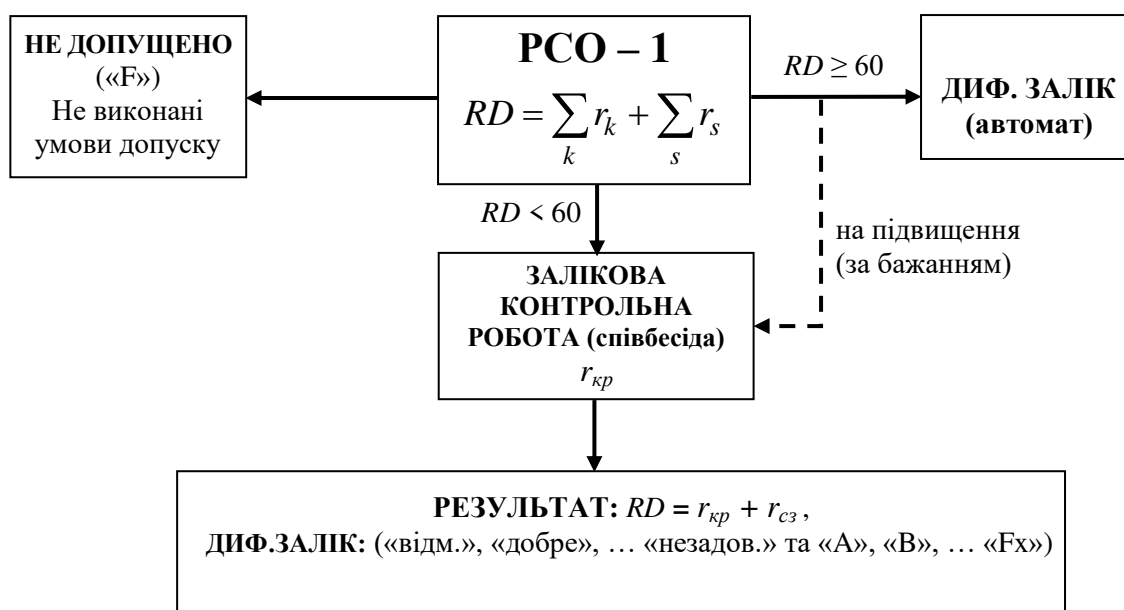 НЕ ДОПУЩЕНО
(«F»)
Не виконані
умови допуску
РСО – 1
RD = ∑ r_k + ∑ r_s
k s
RD ≥ 60
ДИФ. ЗАЛІК
(автомат)
RD < 60
на підвищення
(за бажанням)
ЗАЛІКОВА
КОНТРОЛЬНА
РОБОТА (співбесіда)
r_кр
РЕЗУЛЬТАТ: RD = r_кр + r_сз ,
ДИФ.ЗАЛІК: («відм.», «добре», … «незадов.» та «А», «В», … «Fx»)